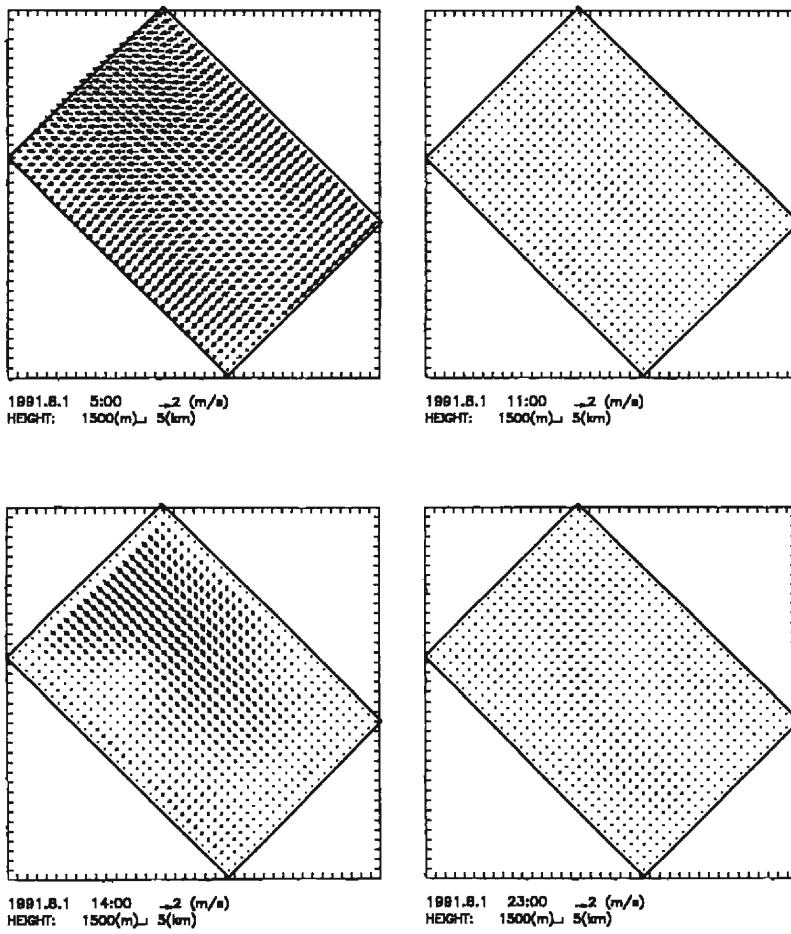 1991.8.1 5:00 →2 (m/s)
HEIGHT: 1500(m) 5(km)
1991.8.1 11:00 →2 (m/s)
HEIGHT: 1500(m) 5(km)
1991.8.1 14:00 →2 (m/s)
HEIGHT: 1500(m) 5(km)
1991.8.1 23:00 →2 (m/s)
HEIGHT: 1500(m) 5(km)